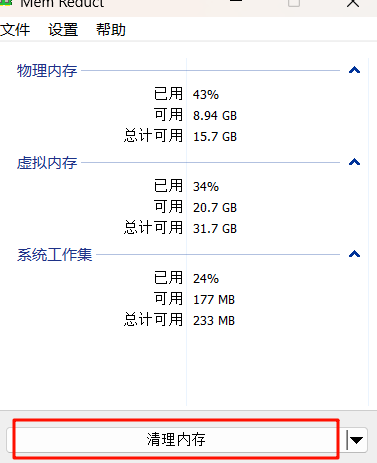 Mem Reduct
文件 设置 帮助
物理内存
已用 43%
可用 8.94 GB
总计可用 15.7 GB
虚拟内存
已用 34%
可用 20.7 GB
总计可用 31.7 GB
系统工作集
已用 24%
可用 177 MB
总计可用 233 MB
清理内存